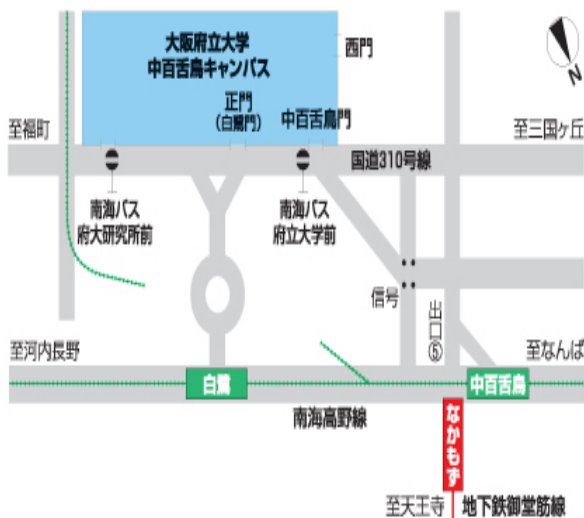 大阪府立大学
中百舌鳥キャンパス
西門
N
正門
(白鷺門)
中百舌鳥門
至福町
至三国ヶ丘
国道310号線
南海バス
府大研究所前
南海バス
府立大学前
信号
出口⑤
至河内長野
至なんば
白鷺
中百舌鳥
南海高野線
なかもず
至天王寺
地下鉄御堂筋線